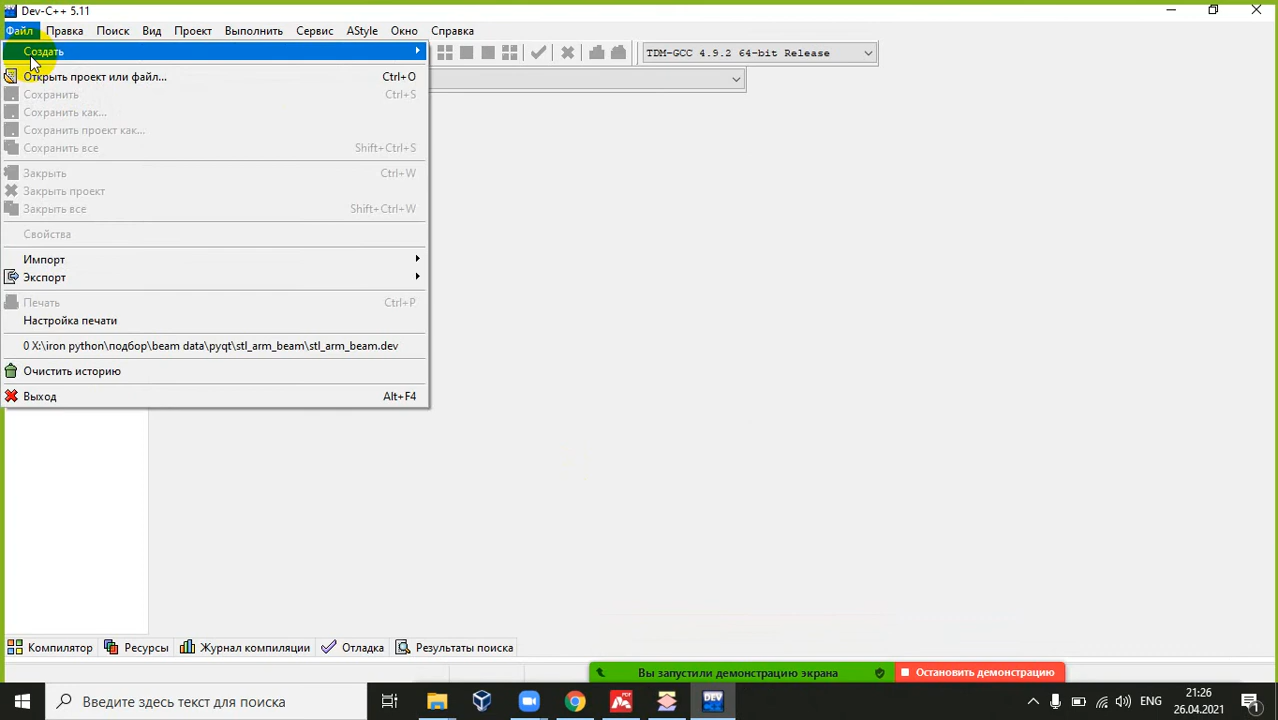 Dev-C++ 5.11
Файл Правка Поиск Вид Проект Выполнить Сервис AStyle Окно Справка
Создать
TDM-GCC 4.9.2 64-bit Release
Открыть проект или файл... Ctrl+O
Сохранить Ctrl+S
Сохранить как...
Сохранить проект как...
Сохранить все Shift+Ctrl+S
Закрыть Ctrl+W
Закрыть проект
Закрыть все Shift+Ctrl+W
Свойства
Импорт
Экспорт
Печать Ctrl+P
Настройка печати
0 X:\iron python\подбор\beam data\pyqt\stl_arm_beam\stl_arm_beam.dev
Очистить историю
Выход Alt+F4
Компилятор Ресурсы Журнал компиляции Отладка Результаты поиска
Вы запустили демонстрацию экрана Остановить демонстрацию
Введите здесь текст для поиска
PDF
DEV
ENG
21:26
26.04.2021
1